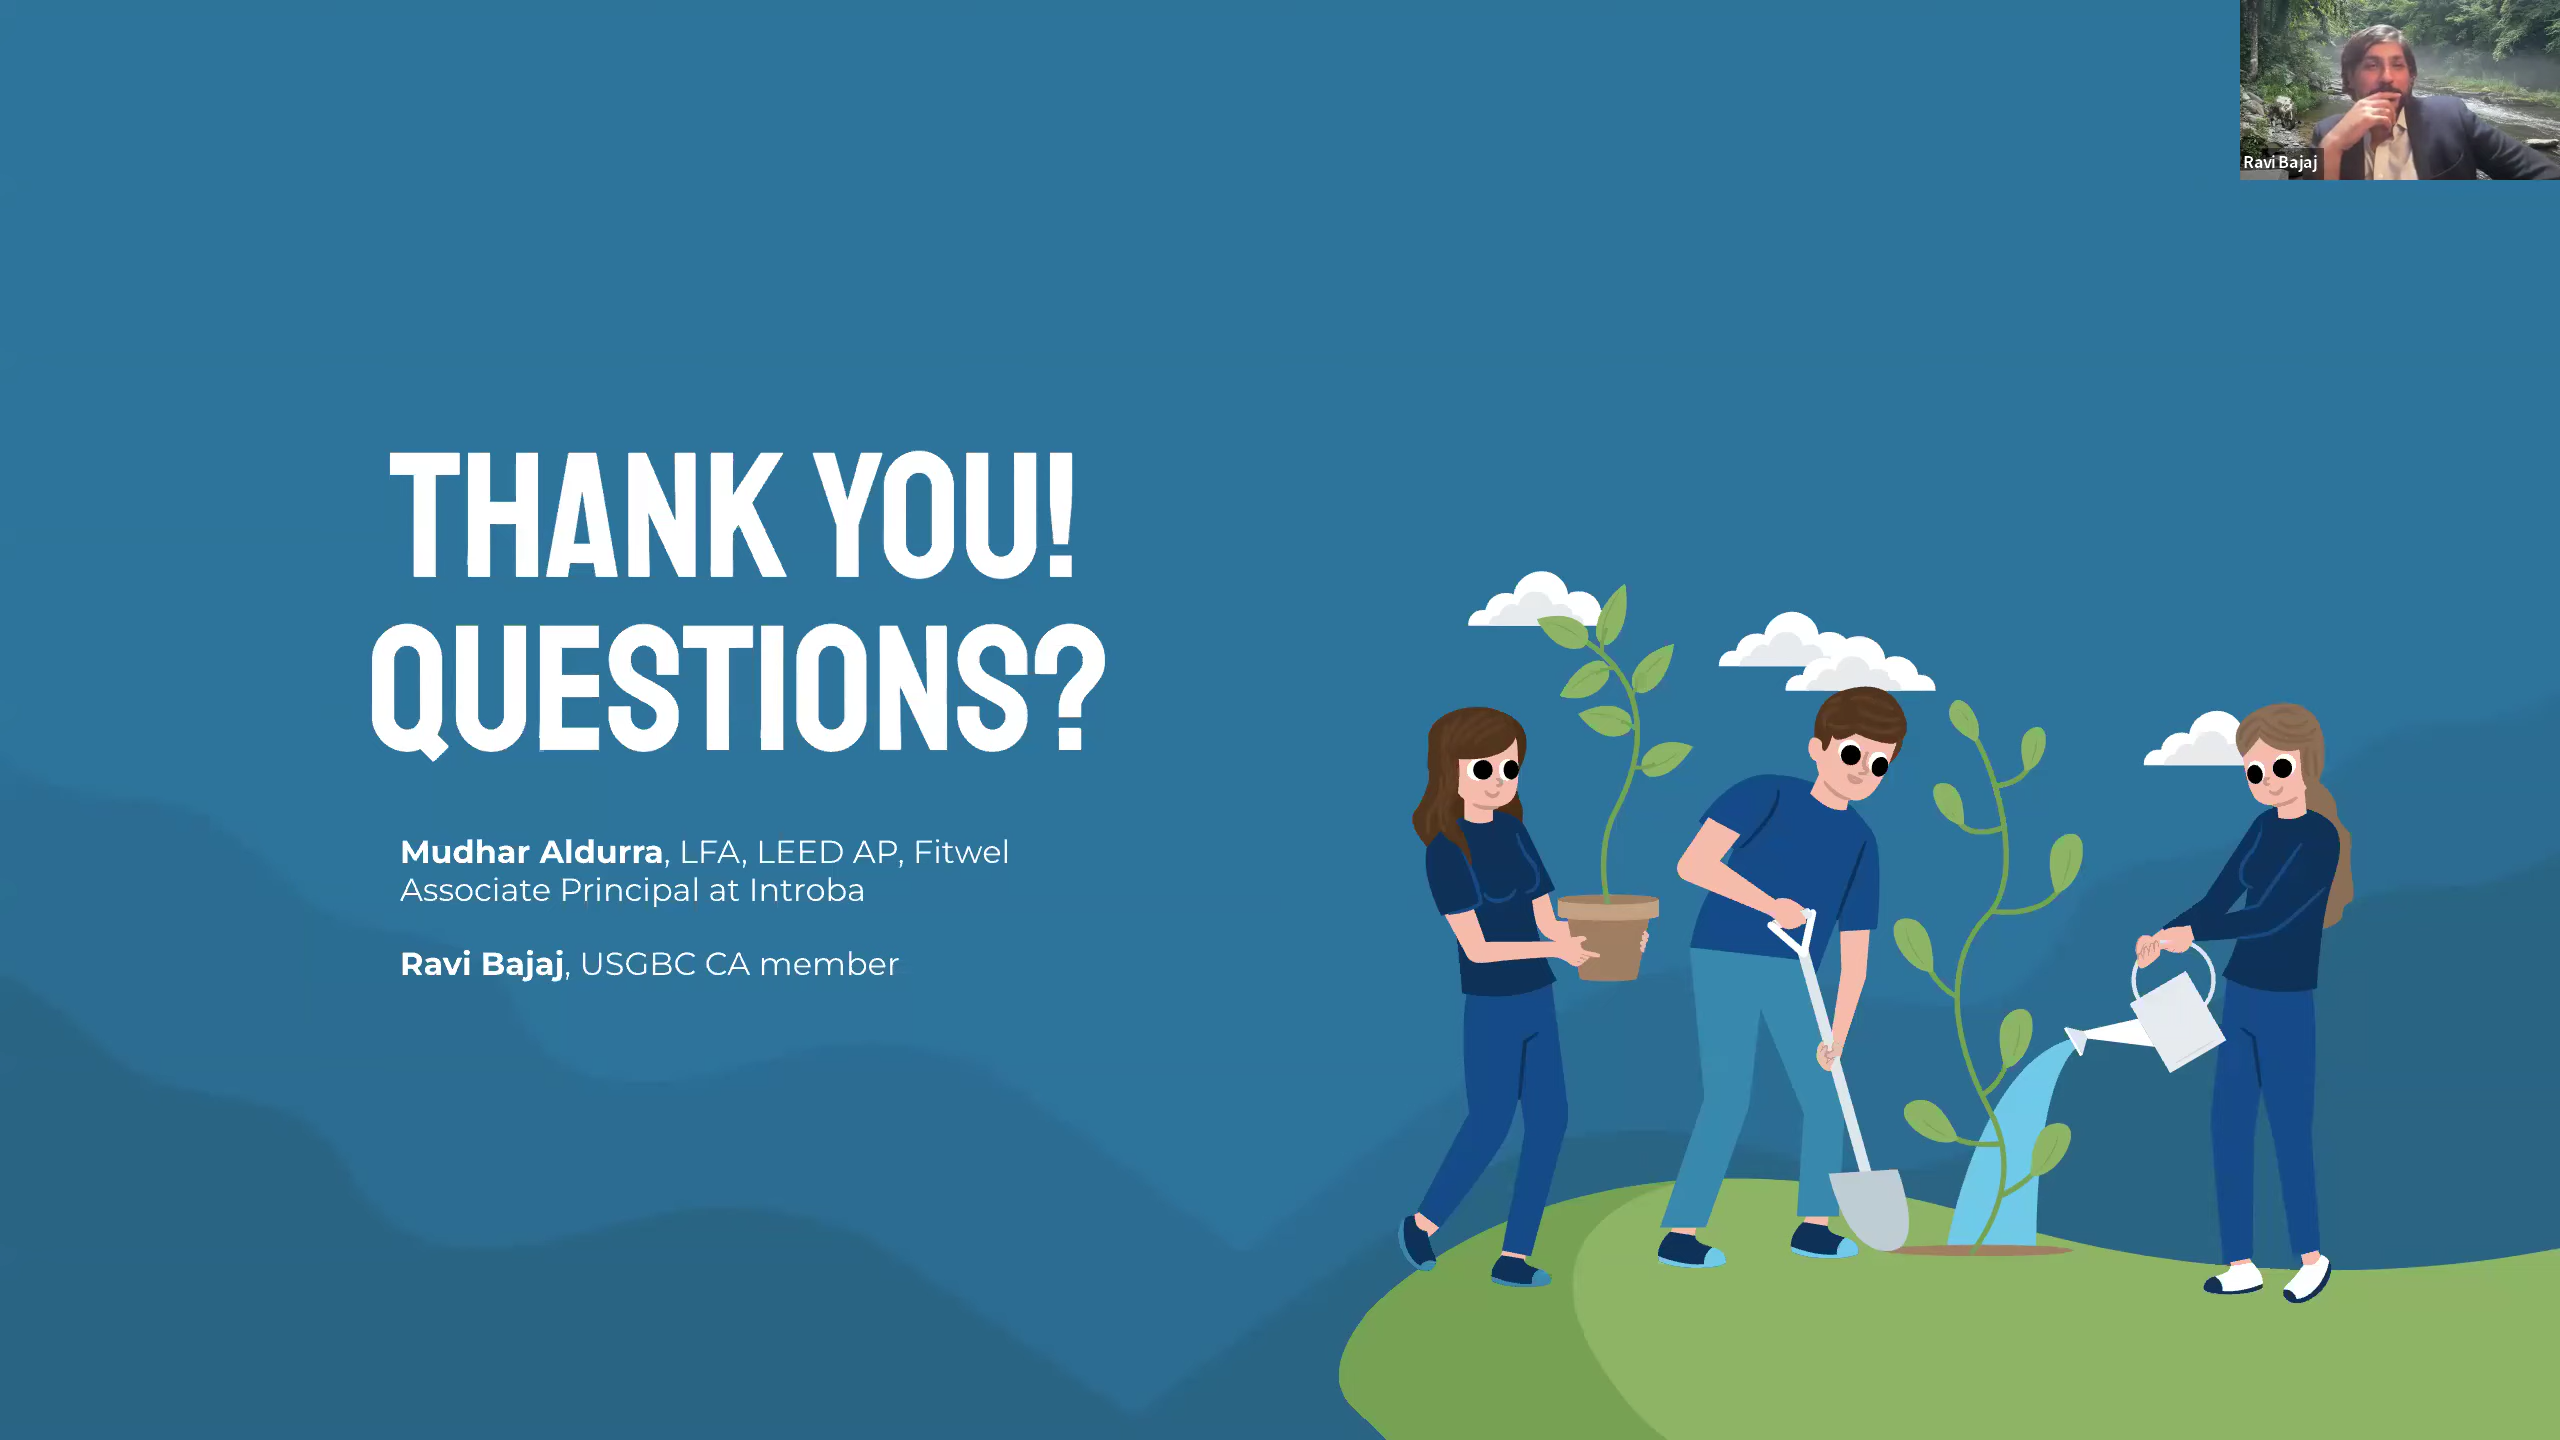 Ravi Bajaj
THANK YOU!
QUESTIONS?
Mudhar Aldurra, LFA, LEED AP, Fitwel
Associate Principal at Introba
Ravi Bajaj, USGBC CA member